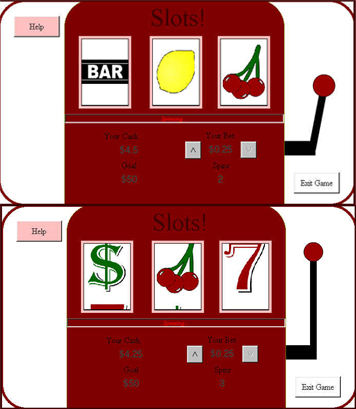 Slots!
Help
BAR
Your Cash
Your Bet
$4.5
$0.25
Goal
Spins
$50
2
Exit Game
Slots!
Help
$
7
Your Cash
Your Bet
$4.25
$0.25
Goal
Spins
$50
3
Exit Game